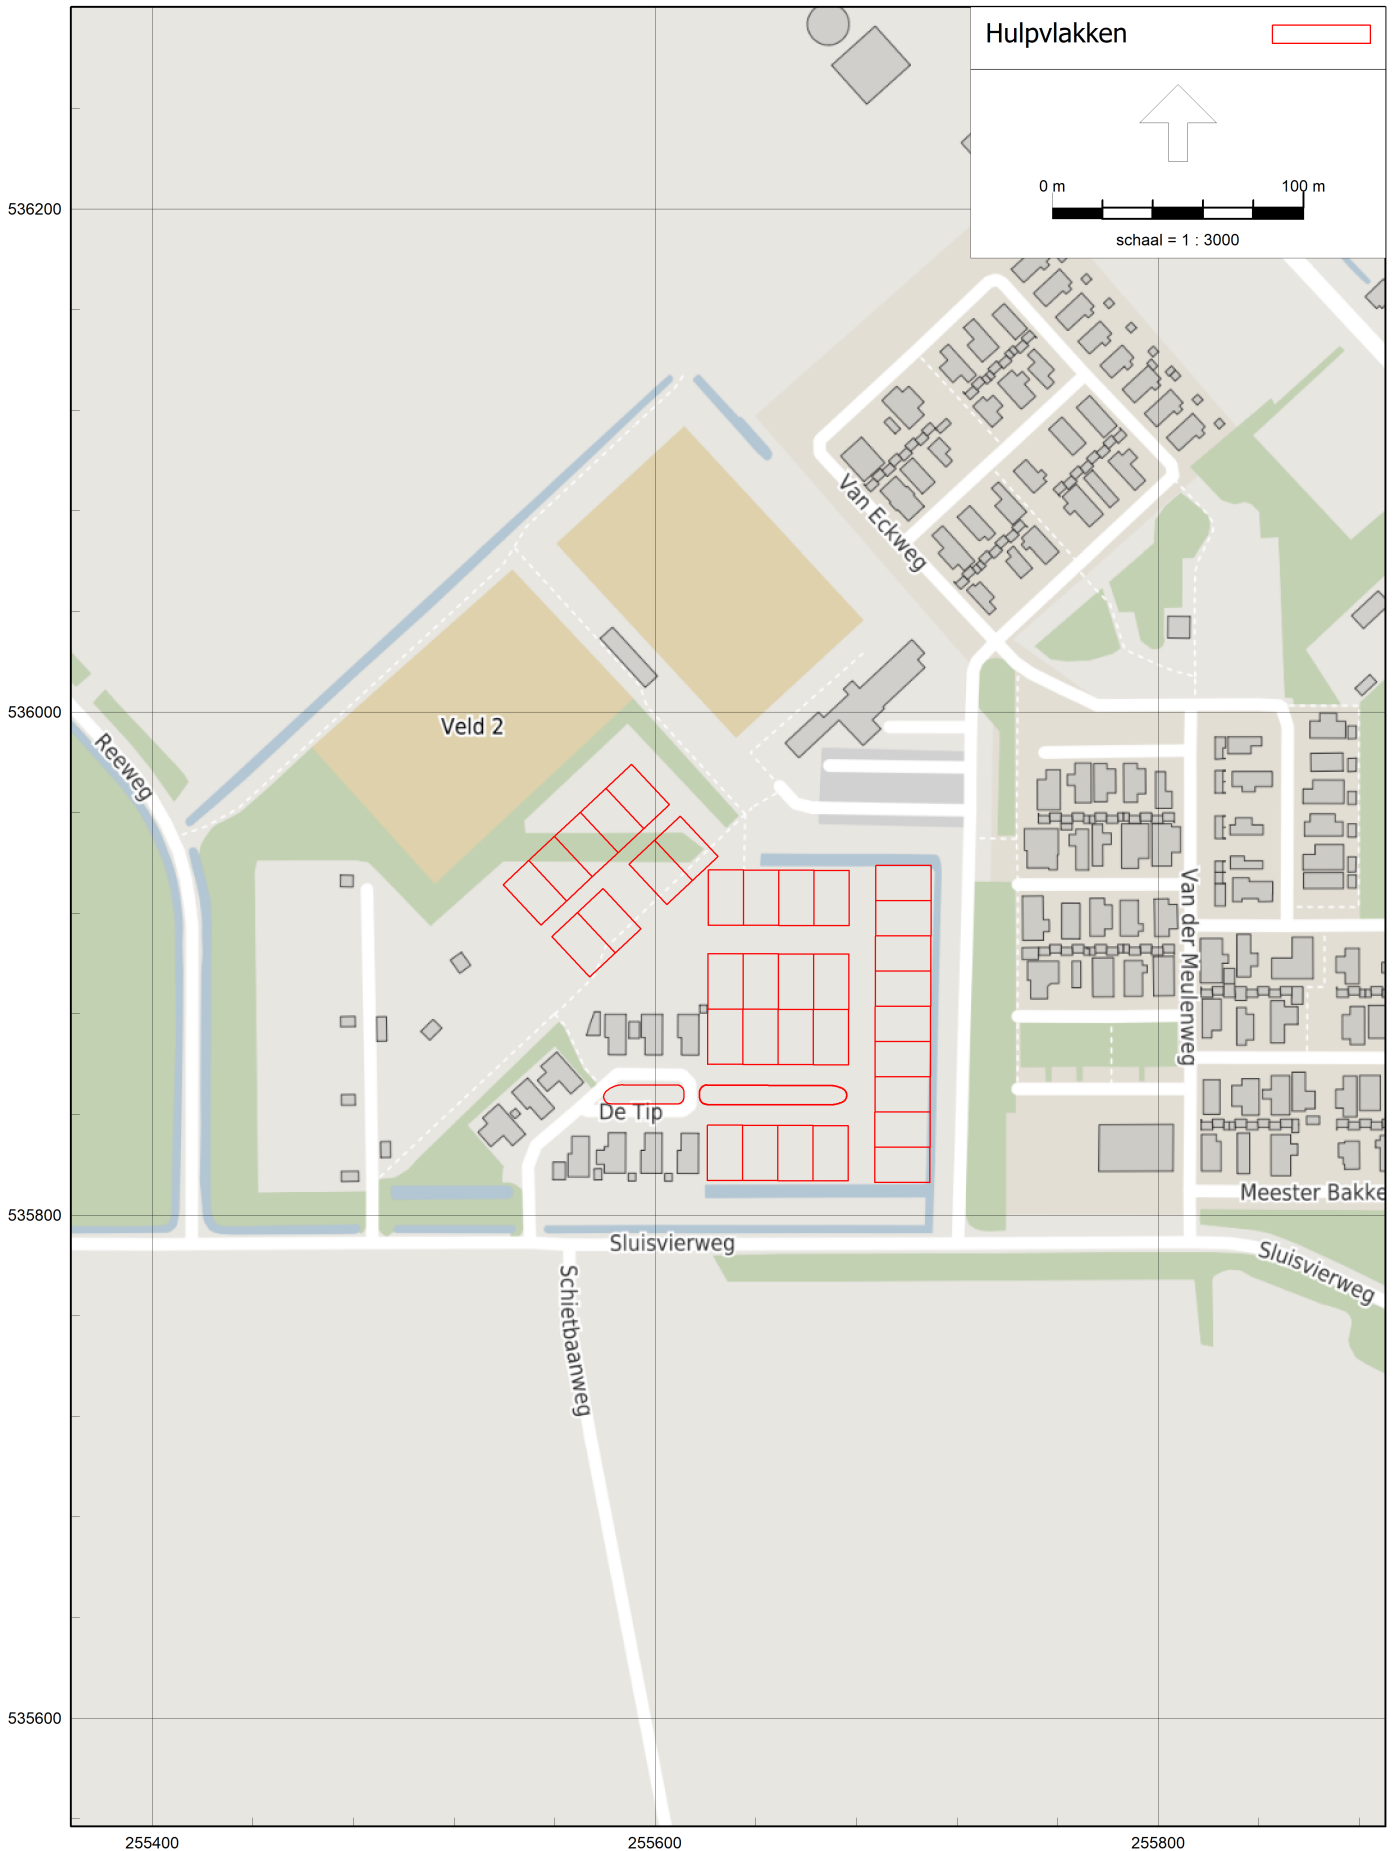 Hulpvlakken
0 m
100 m
schaal = 1 : 3000
536200
Van Eckweg
536000
Veld 2
Reeweg
Van der Meulenweg
De Tip
535800
Meester Bakke
Sluisvierweg
Sluisvierweg
Schietbaanweg
535600
255400
255600
255800